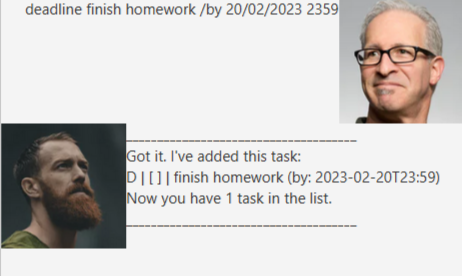 deadline finish homework /by 20/02/2023 2359
____________________________________
Got it. I've added this task:
D | [ ] | finish homework (by: 2023-02-20T23:59)
Now you have 1 task in the list.
____________________________________